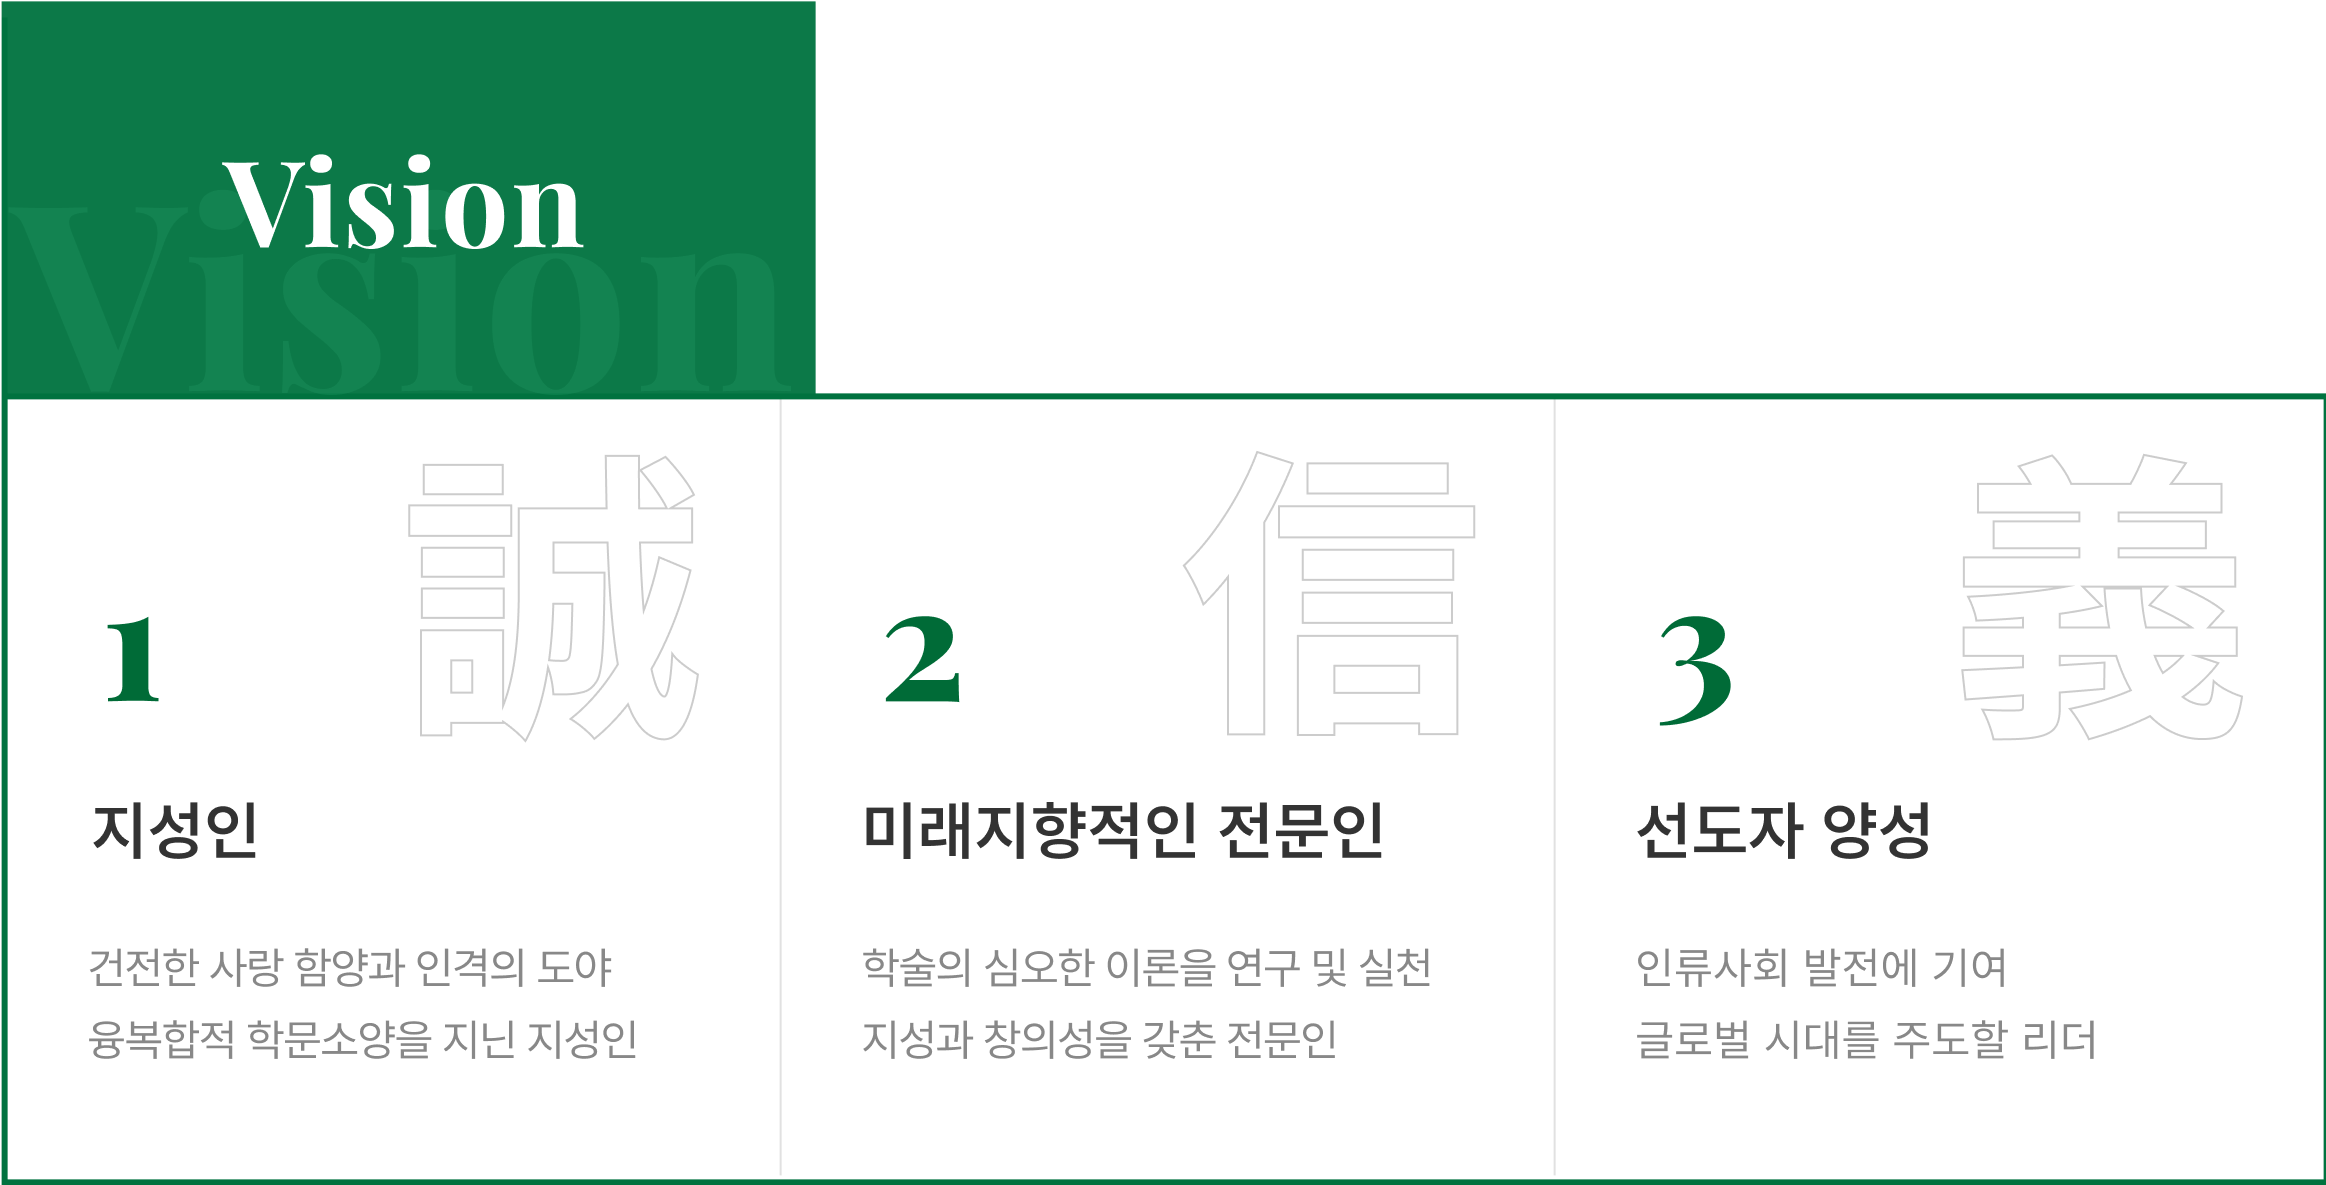 Vision
Vision
誠
1
지성인
건전한 사랑 함양과 인격의 도야
융복합적 학문소양을 지닌 지성인
信
2
미래지향적인 전문인
학술의 심오한 이론을 연구 및 실천
지성과 창의성을 갖춘 전문인
義
3
선도자 양성
인류사회 발전에 기여
글로벌 시대를 주도할 리더